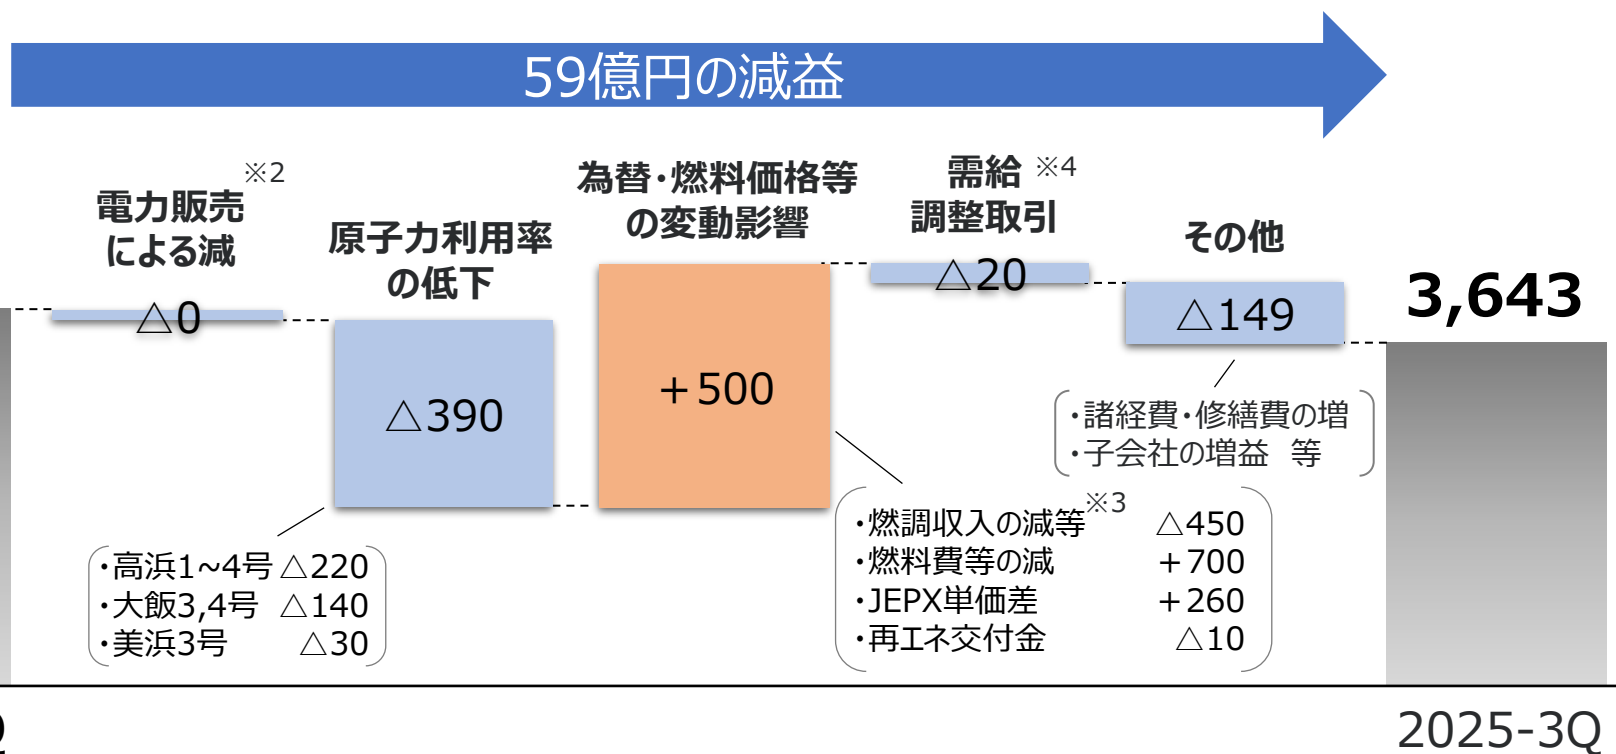 59億円の減益
※2
電力販売
による減
△0
原子力利用率
の低下
△390
・高浜1~4号 △220
・大飯3,4号 △140
・美浜3号 △30
為替・燃料価格等
の変動影響
+500
・燃調収入の減等※3 △450
・燃料費等の減 +700
・JEPX単価差 +260
・再エネ交付金 △10
需給 ※4
調整取引
△20
その他
△149
・諸経費・修繕費の増
・子会社の増益 等
3,643
2025-3Q